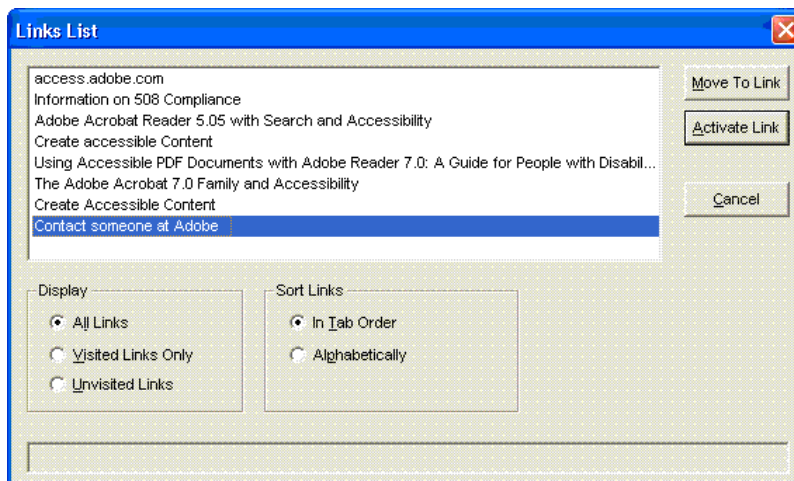 Links List
access.adobe.com
Information on 508 Compliance
Adobe Acrobat Reader 5.05 with Search and Accessibility
Create accessible Content
Using Accessible PDF Documents with Adobe Reader 7.0: A Guide for People with Disabil...
The Adobe Acrobat 7.0 Family and Accessibility
Create Accessible Content
Contact someone at Adobe
Move To Link
Activate Link
Cancel
Display
All Links
Visited Links Only
Unvisited Links
Sort Links
In Tab Order
Alphabetically